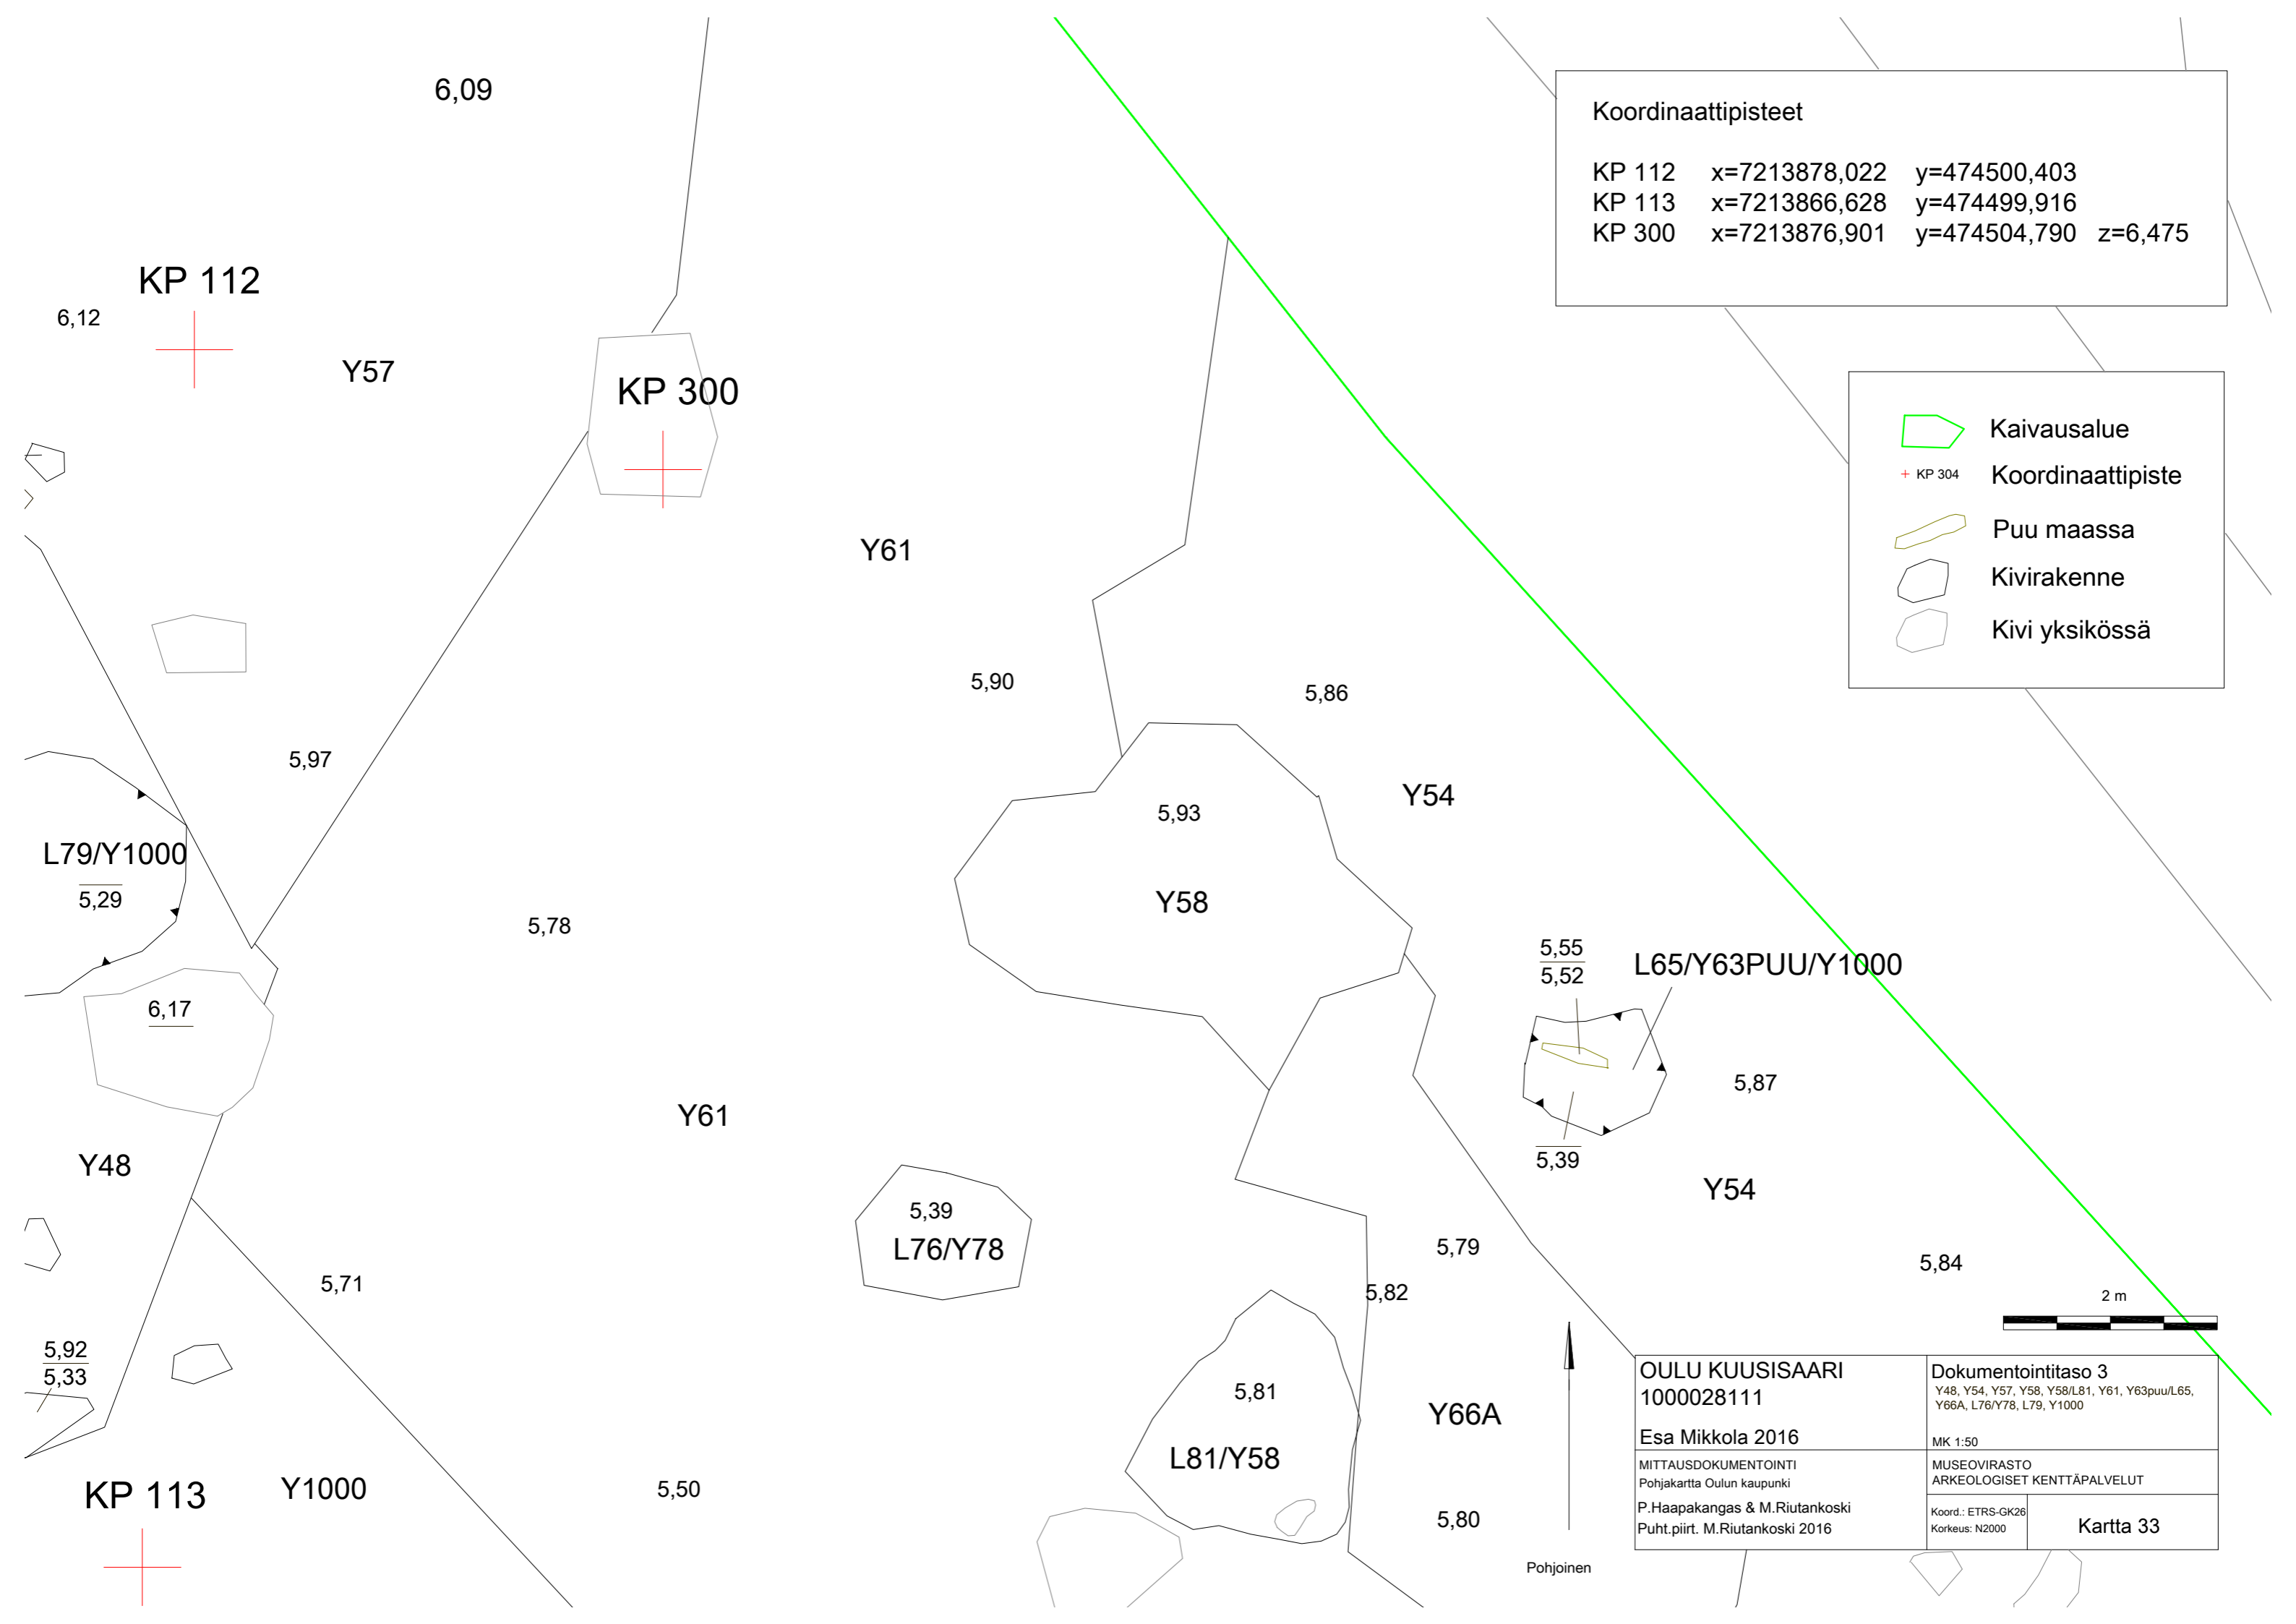 6,09
Koordinaattipisteet
KP 112 x=7213878,022 y=474500,403
KP 113 x=7213866,628 y=474499,916
KP 300 x=7213876,901 y=474504,790 z=6,475
KP 112
6,12
Y57
KP 300
Kaivausalue
KP 304 Koordinaattipiste
Puu maassa
Kivirakenne
Kivi yksikössä
Y61
5,90
5,86
5,97
Y54
5,93
L79/Y1000
5,29
Y58
5,78
5,55
5,52
L65/Y63PUU/Y1000
6,17
5,87
Y61
Y48
5,39
Y54
5,39
L76/Y78
5,79
5,84
5,71
5,82
2 m
5,92
5,33
5,81
Y66A
L81/Y58
KP 113
Y1000
5,50
5,80
Pohjoinen
OULU KUUSISAARI
1000028111
Esa Mikkola 2016
Dokumentointitaso 3
Y48, Y54, Y57, Y58, Y58/L81, Y61, Y63puu/L65,
Y66A, L76/Y78, L79, Y1000
MK 1:50
MITTAUSDOKUMENTOINTI
Pohjakartta Oulun kaupunki
P.Haapakangas & M.Riutankoski
Puht.piirt. M.Riutankoski 2016
MUSEOVIRASTO
ARKEOLOGISET KENTTÄPALVELUT
Koord.: ETRS-GK26
Korkeus: N2000
Kartta 33